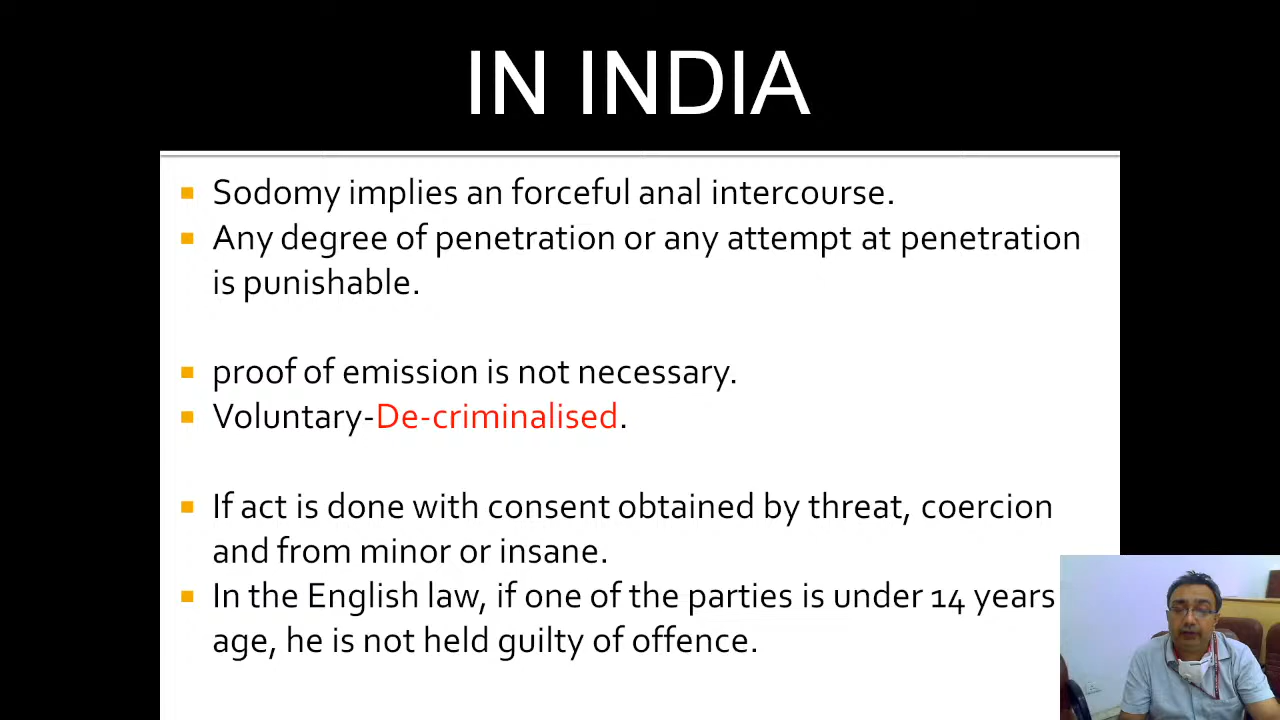 IN INDIA
Sodomy implies an forceful anal intercourse.
Any degree of penetration or any attempt at penetration
is punishable.
proof of emission is not necessary.
Voluntary-De-criminalised.
If act is done with consent obtained by threat, coercion
and from minor or insane.
In the English law, if one of the parties is under 14 years
age, he is not held guilty of offence.